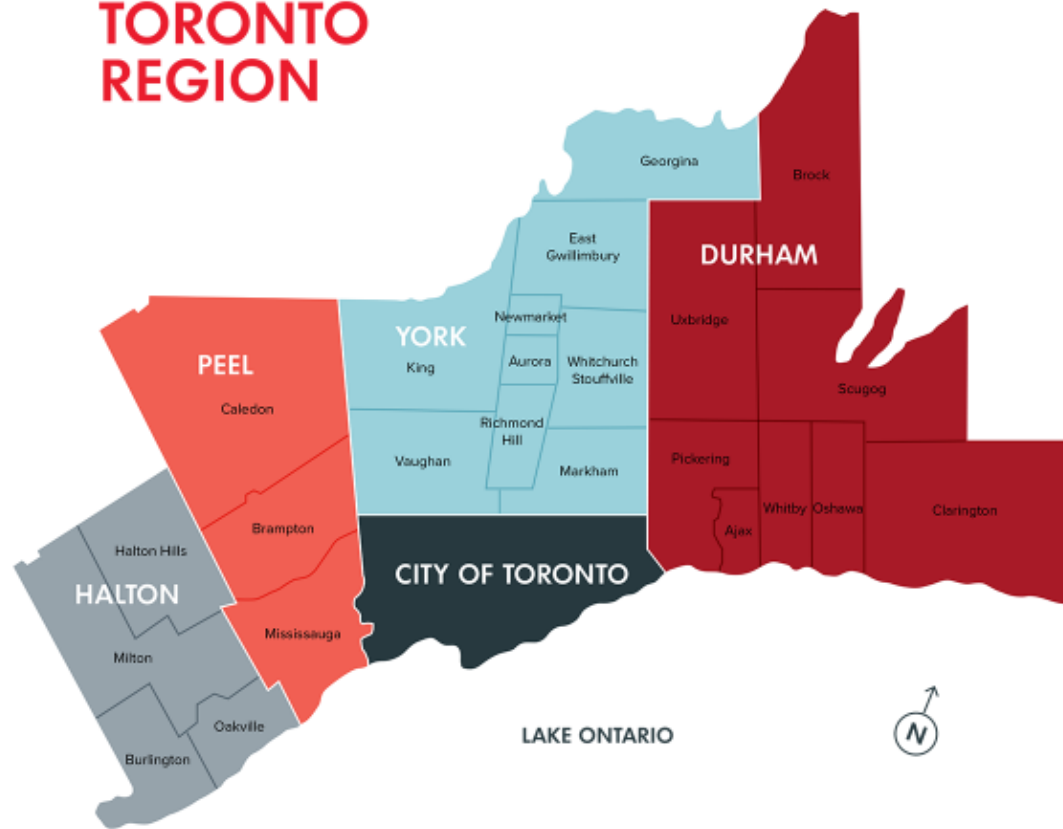 TORONTO
REGION
Georgina
Brock
East
Gwillimbury
DURHAM
Newmarket
Uxbridge
YORK
King
Aurora
Whitchurch
Stouffville
PEEL
Caledon
Scugog
Richmond
Hill
Vaughan
Markham
Pickering
Whitby
Oshawa
Clarington
Ajax
Brampton
Halton Hills
CITY OF TORONTO
HALTON
Mississauga
Milton
Oakville
Burlington
LAKE ONTARIO
N